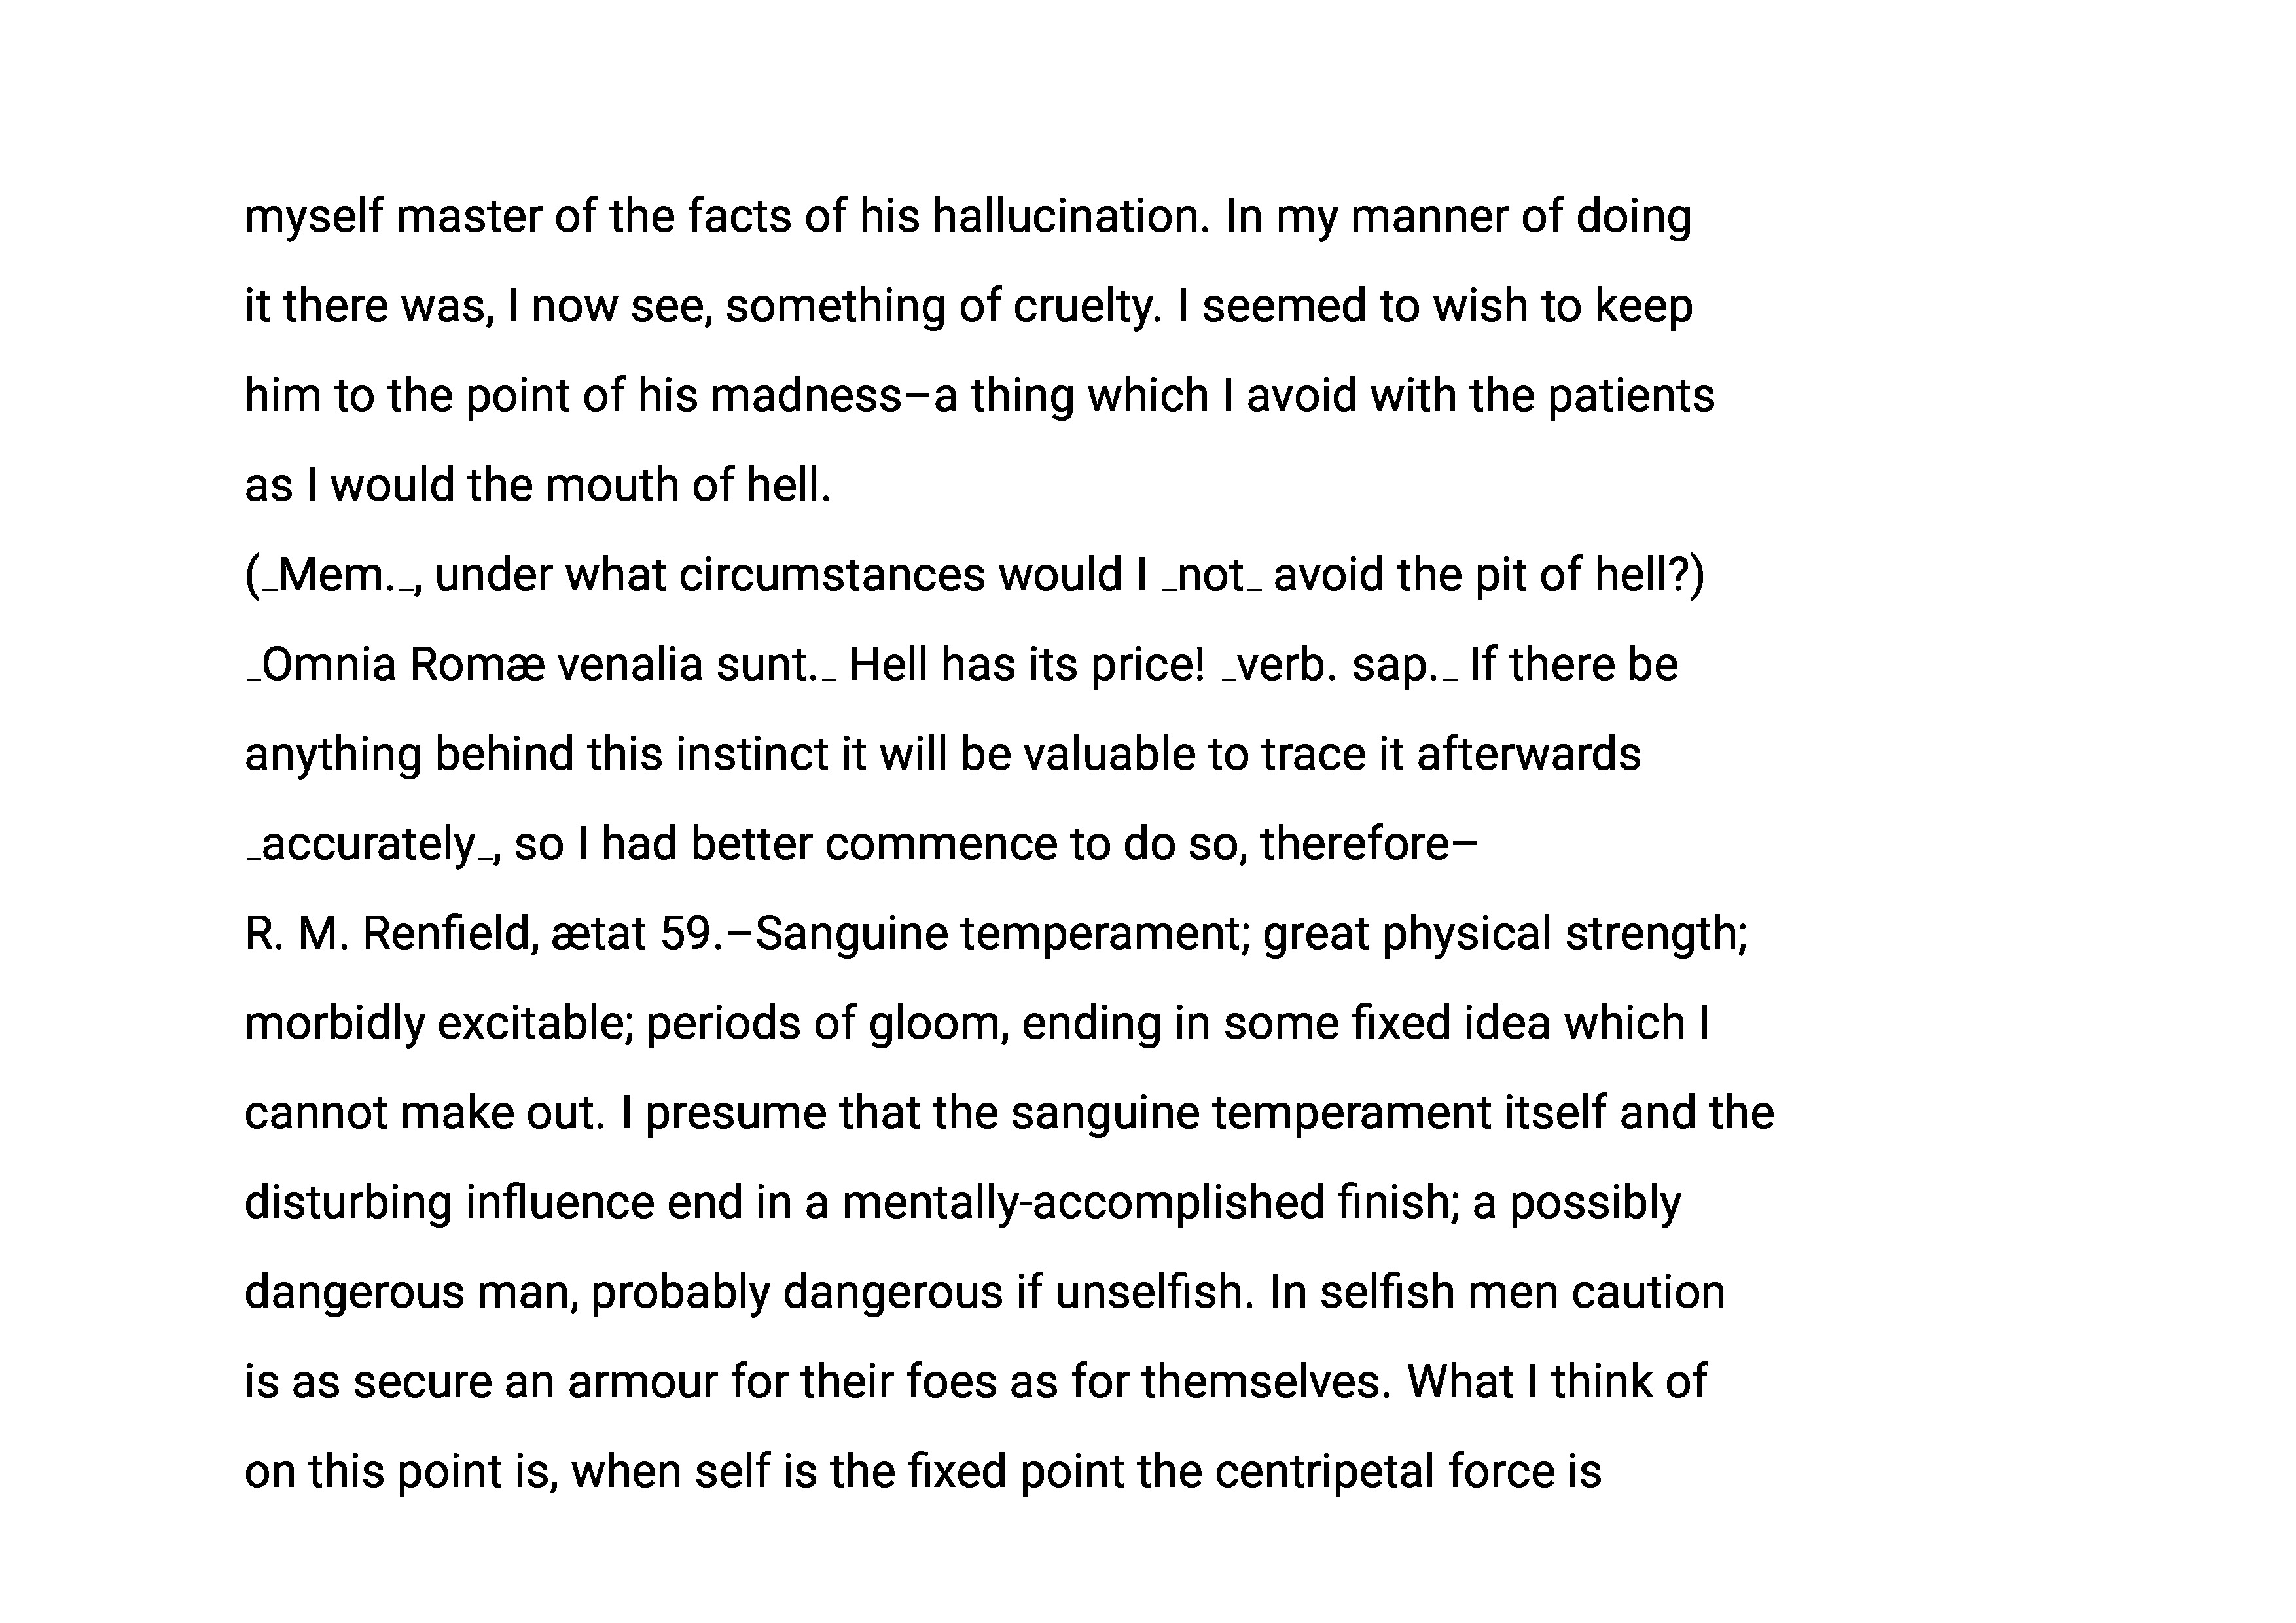 myself master of the facts of his hallucination. In my manner of doing
it there was, I now see, something of cruelty. I seemed to wish to keep
him to the point of his madness–a thing which I avoid with the patients
as I would the mouth of hell.
(_Mem._, under what circumstances would I _not_ avoid the pit of hell?)
_Omnia Romæ venalia sunt._ Hell has its price! _verb. sap._ If there be
anything behind this instinct it will be valuable to trace it afterwards
_accurately_, so I had better commence to do so, therefore–
R. M. Renfield, ætat 59.–Sanguine temperament; great physical strength;
morbidly excitable; periods of gloom, ending in some fixed idea which I
cannot make out. I presume that the sanguine temperament itself and the
disturbing influence end in a mentally-accomplished finish; a possibly
dangerous man, probably dangerous if unselfish. In selfish men caution
is as secure an armour for their foes as for themselves. What I think of
on this point is, when self is the fixed point the centripetal force is